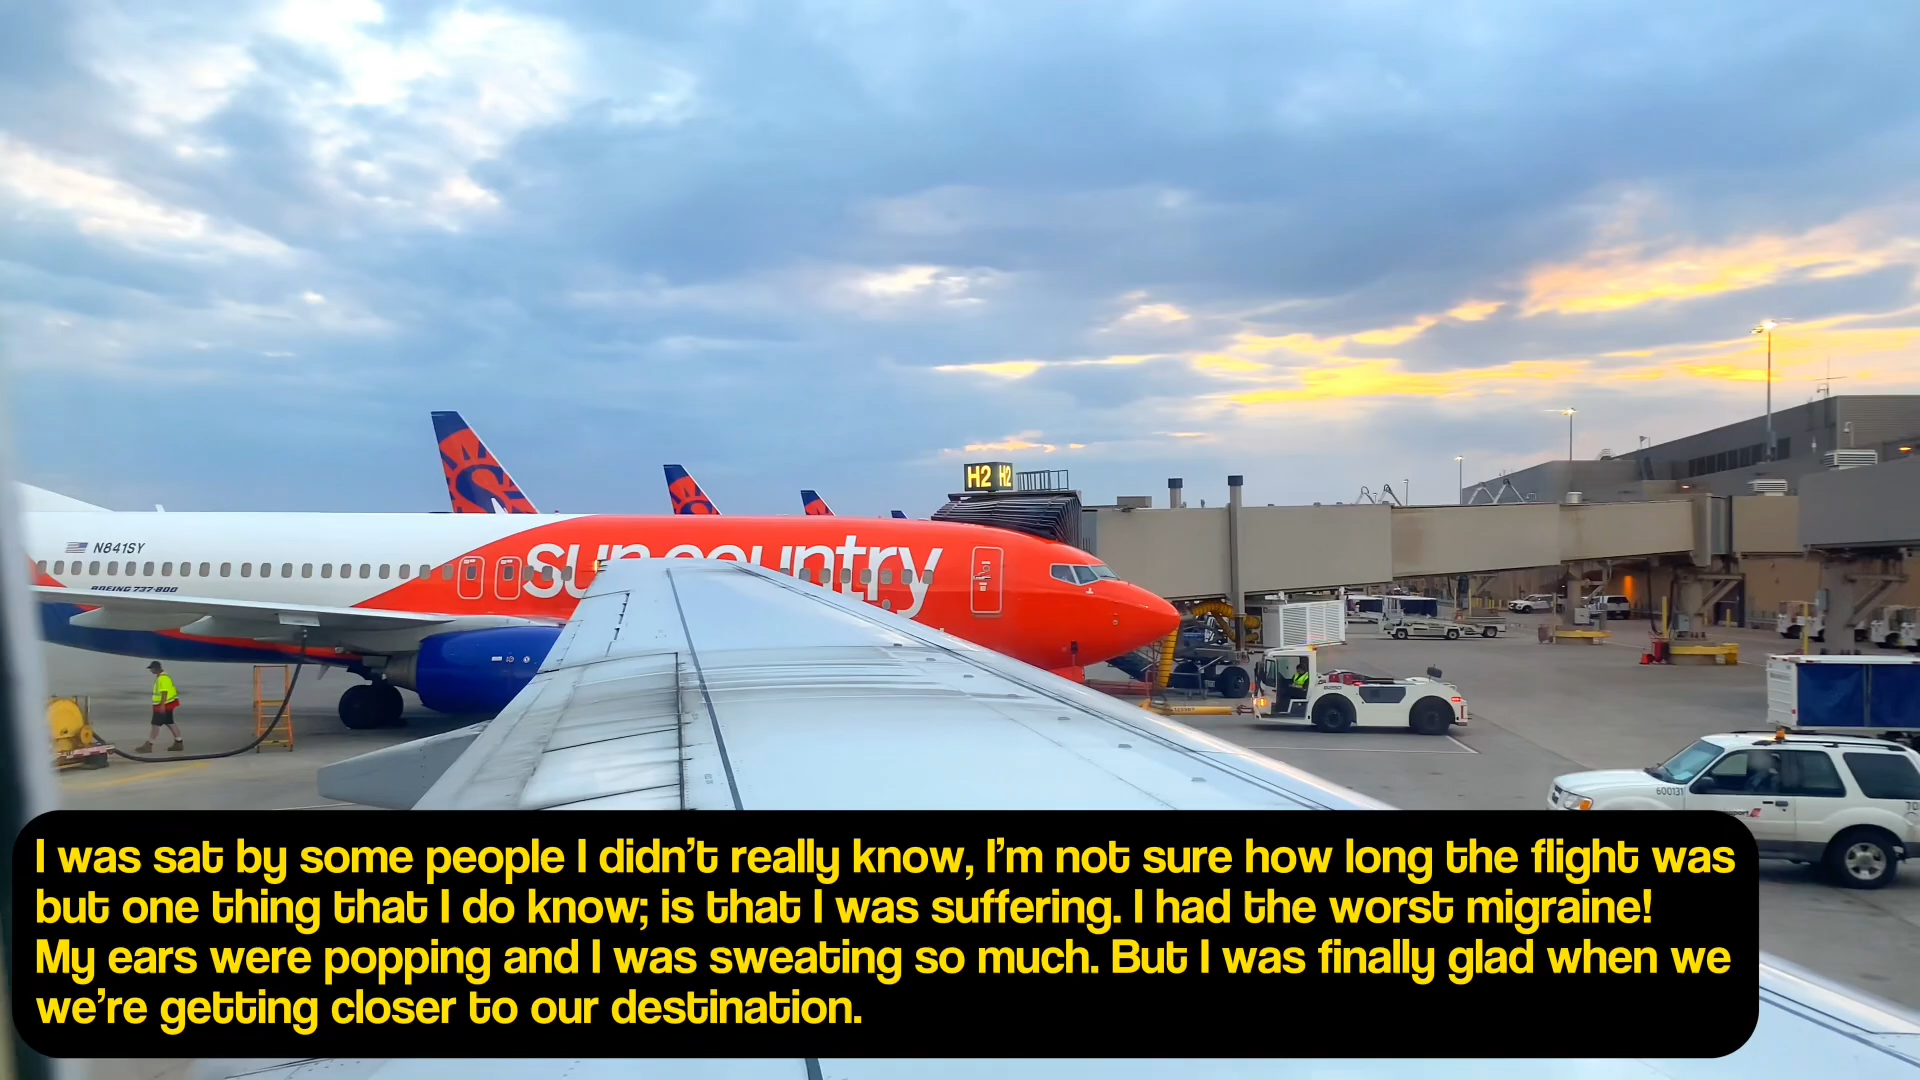 H2 H2
N841SY
sun country
BOEING 737-800
600131
I was sat by some people I didn't really know, I'm not sure how long the flight was
but one thing that I do know; is that I was suffering. I had the worst migraine!
My ears were popping and I was sweating so much. But I was finally glad when we
we're getting closer to our destination.